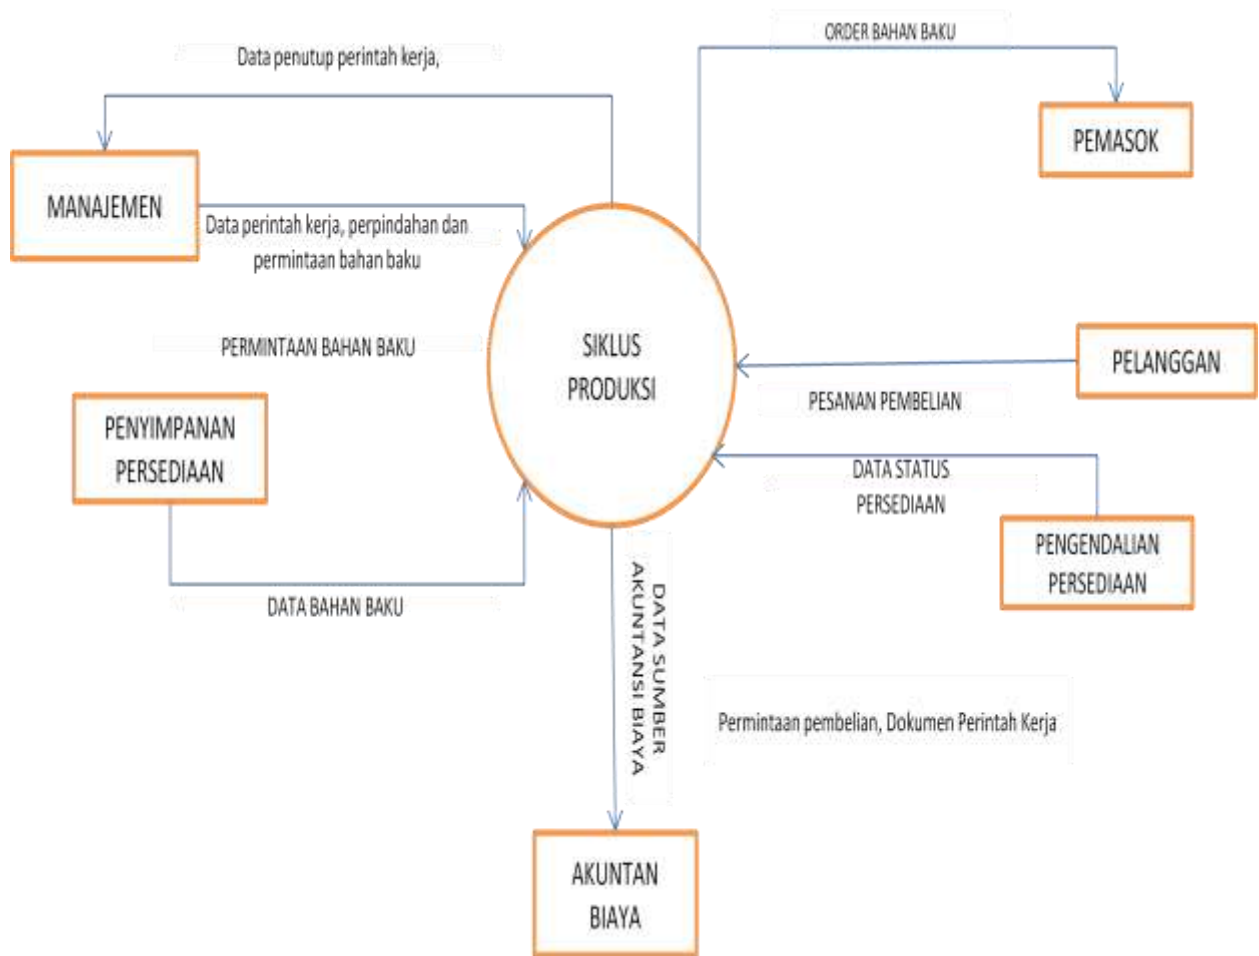 ORDER BAHAN BAKU
Data penutup perintah kerja,
PEMASOK
MANAJEMEN
Data perintah kerja, perpindahan dan
permintaan bahan baku
PERMINTAAN BAHAN BAKU
SIKLUS
PRODUKSI
PELANGGAN
PESANAN PEMBELIAN
PENYIMPANAN
PERSEDIAAN
DATA STATUS
PERSEDIAAN
PENGENDALIAN
PERSEDIAAN
DATA BAHAN BAKU
DATA SUMBER
AKUNTANSI BIAYA
Permintaan pembelian, Dokumen Perintah Kerja
AKUNTAN
BIAYA